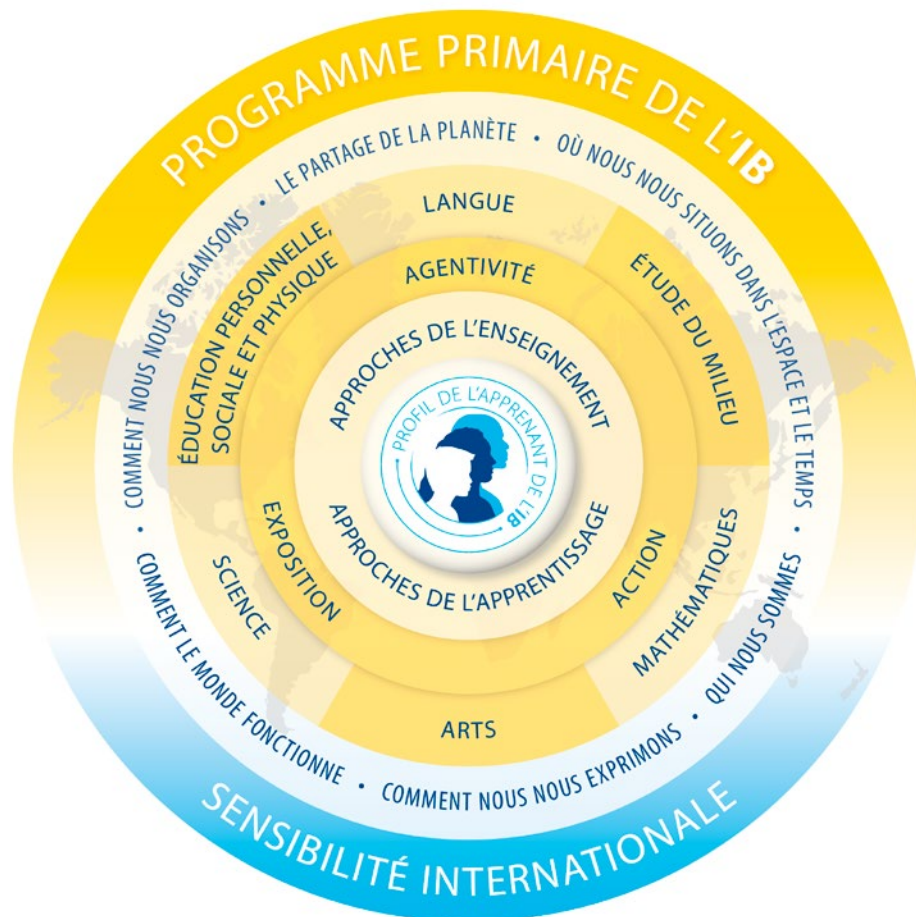 PROGRAMME PRIMAIRE DE L'IB
LE PARTAGE DE LA PLANÈTE • OÙ NOUS NOUS SITUONS DANS L'ESPACE ET LE TEMPS • QUI NOUS SOMMES • COMMENT NOUS NOUS EXPRIMONS • COMMENT LE MONDE FONCTIONNE • COMMENT NOUS NOUS ORGANISONS •
LANGUE
ÉTUDE DU MILIEU
MATHÉMATIQUES
ARTS
SCIENCE
ÉDUCATION PERSONNELLE,
SOCIALE ET PHYSIQUE
AGENTIVITÉ
ACTION
EXPOSITION
APPROCHES DE L'ENSEIGNEMENT
APPROCHES DE L'APPRENTISSAGE
PROFIL DE L'APPRENANT DE L'IB
SENSIBILITÉ INTERNATIONALE